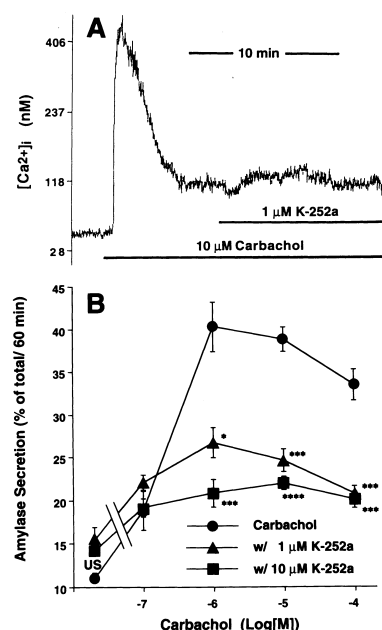 A
406
237
118
28
[Ca2+]i (nM)
10 min
1 µM K-252a
10 µM Carbachol
B
45
40
35
30
25
20
15
10
Amylase Secretion (% of total/ 60 min)
*
***
***
***
****
***
US
Carbachol
w/ 1 µM K-252a
w/ 10 µM K-252a
-7
-6
-5
-4
Carbachol (Log[M])